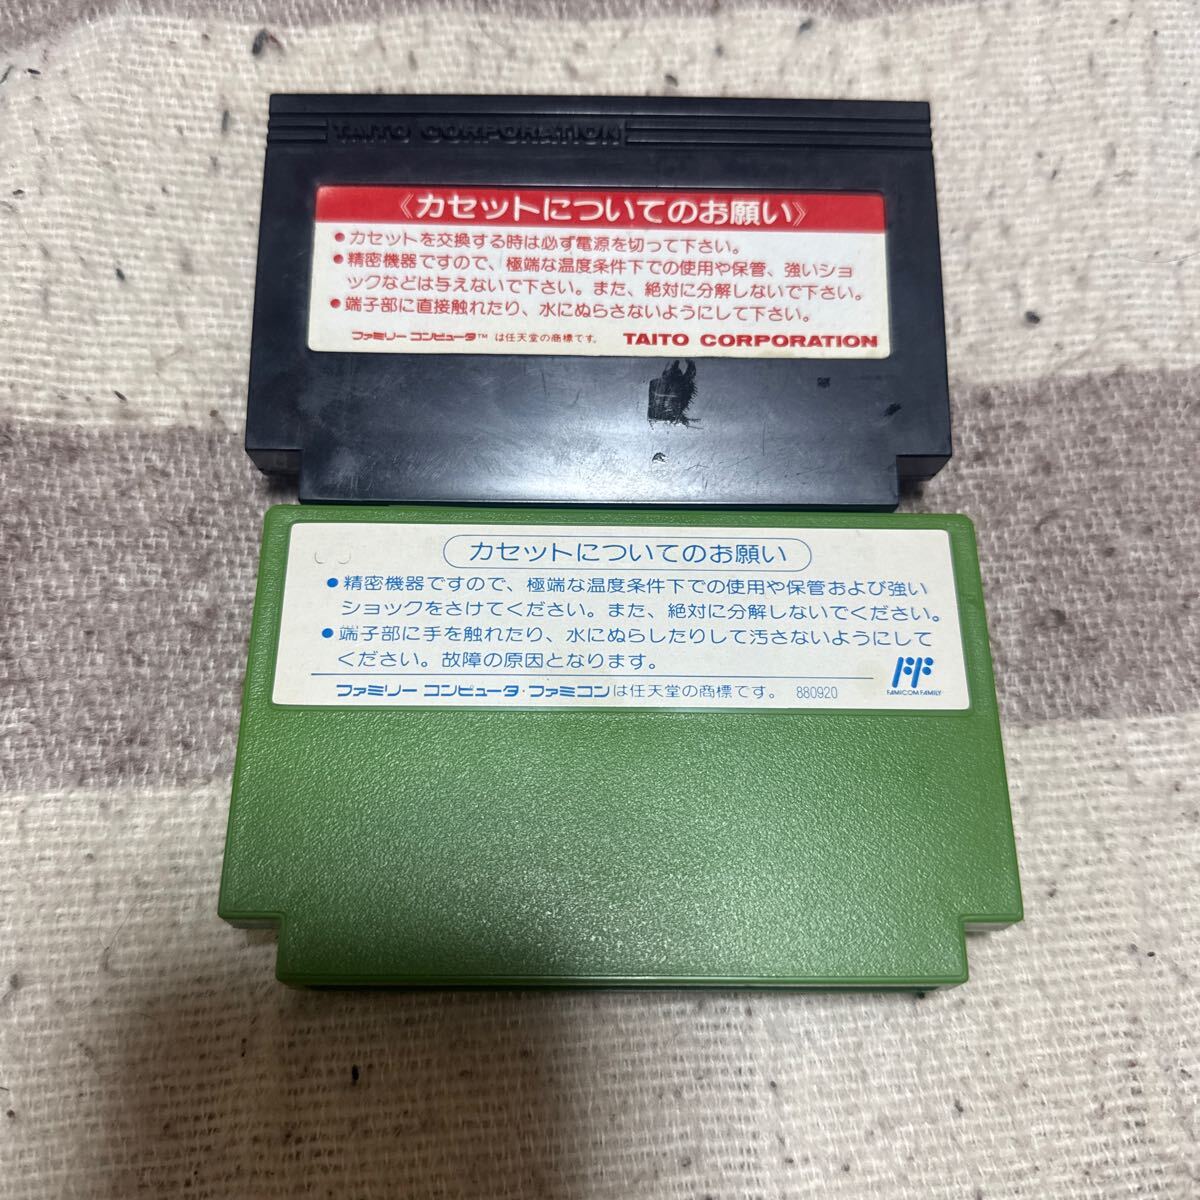 TAITO CORPORATION
《カセットについてのお願い》
●カセットを交換する時は必ず電源を切って下さい。
●精密機器ですので、極端な温度条件下での使用や保管、強いショ
ックなどは与えないで下さい。また、絶対に分解しないで下さい。
●端子部に直接触れたり、水にぬらさないようにして下さい。
ファミリーコンピュータ™ は任天堂の商標です。 TAITO CORPORATION
カセットについてのお願い
●精密機器ですので、極端な温度条件下での使用や保管および強い
ショックをさけてください。また、絶対に分解しないでください。
●端子部に手を触れたり、水にぬらしたりして汚さないようにして
ください。故障の原因となります。
FF
FAMICOM FAMILY
ファミリーコンピュータ・ファミコンは任天堂の商標です。 880920